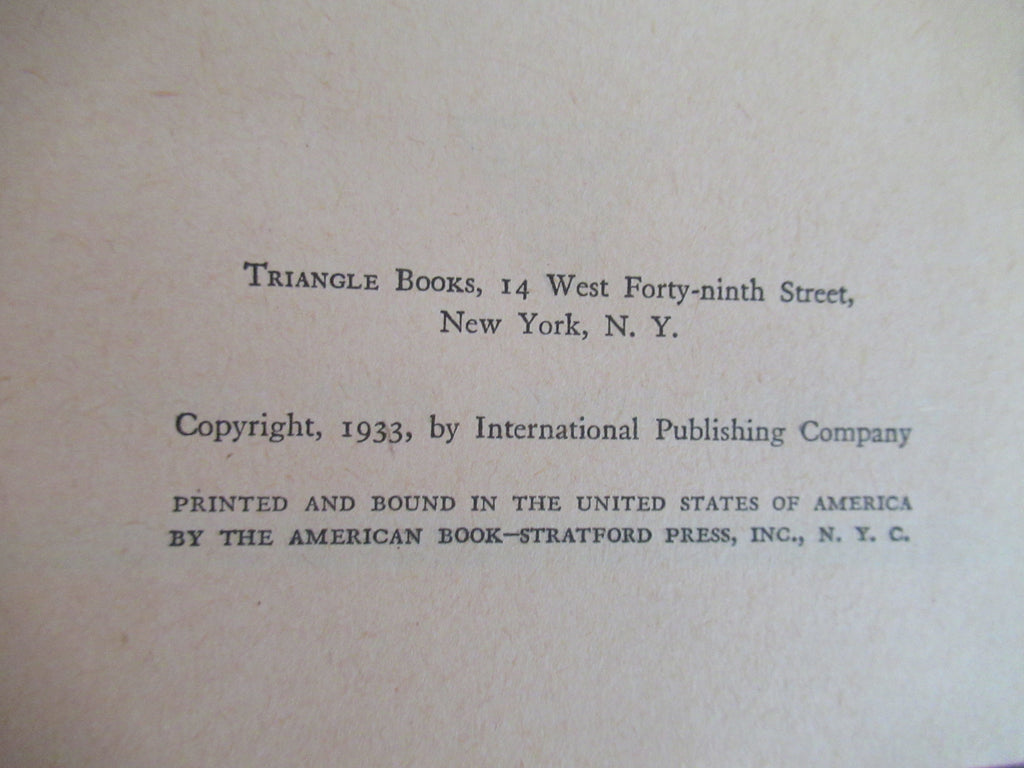 Triangle Books, 14 West Forty-ninth Street,
New York, N. Y.
Copyright, 1933, by International Publishing Company
PRINTED AND BOUND IN THE UNITED STATES OF AMERICA
BY THE AMERICAN BOOK—STRATFORD PRESS, INC., N. Y. C.